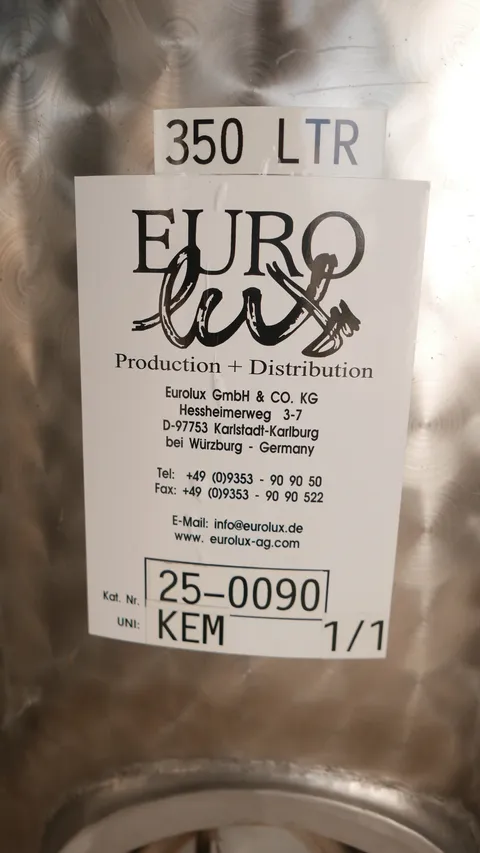 350 LTR
EURO
lux
Production + Distribution
Eurolux GmbH & CO. KG
Hessheimerweg 3-7
D-97753 Karlstadt-Karlburg
bei Würzburg - Germany
Tel: +49 (0)9353 - 90 90 50
Fax: +49 (0)9353 - 90 90 522
E-Mail: info@eurolux.de
www. eurolux-ag.com
Kat. Nr. 25-0090
UNI: KEM 1/1